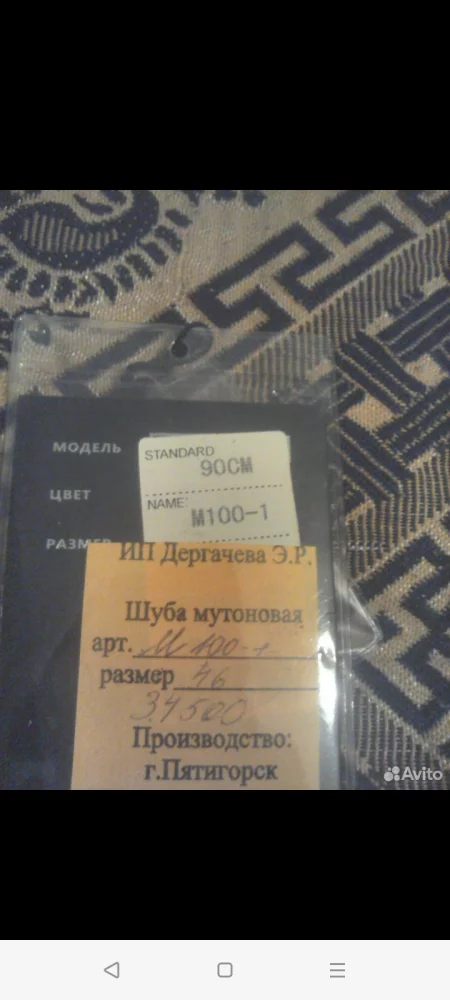 МОДЕЛЬ
STANDARD
90CM
ЦВЕТ
NAME:
M100-1
РАЗМЕР
ИП Дергачева Э.Р.
Шуба мутоновая
арт. М 100-1
размер 46
34500
Производство:
г.Пятигорск
Avito